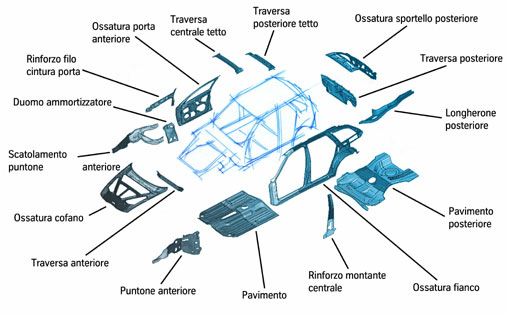 Traversa
centrale tetto
Traversa
posteriore tetto
Ossatura sportello posteriore
Ossatura porta
anteriore
Rinforzo filo
cintura porta
Traversa posteriore
Duomo ammortizzatore
Longherone
posteriore
Scatolamento
puntone
anteriore
Ossatura cofano
Pavimento
posteriore
Traversa anteriore
Rinforzo montante
centrale
Ossatura fianco
Puntone anteriore
Pavimento